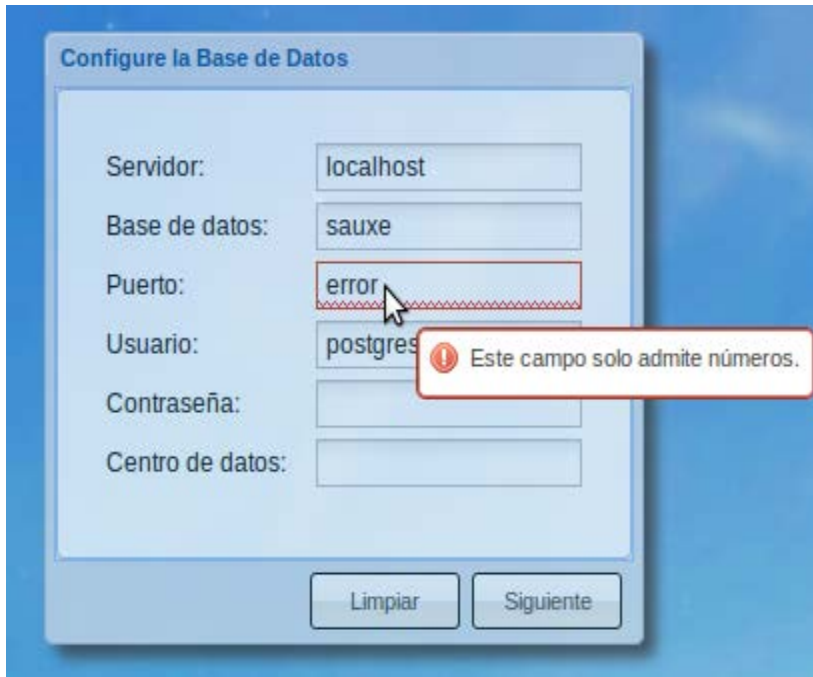 Configure la Base de Datos
Servidor: localhost
Base de datos: sauxe
Puerto: error
Usuario: postgres
Este campo solo admite números.
Contraseña:
Centro de datos:
Limpiar Siguiente